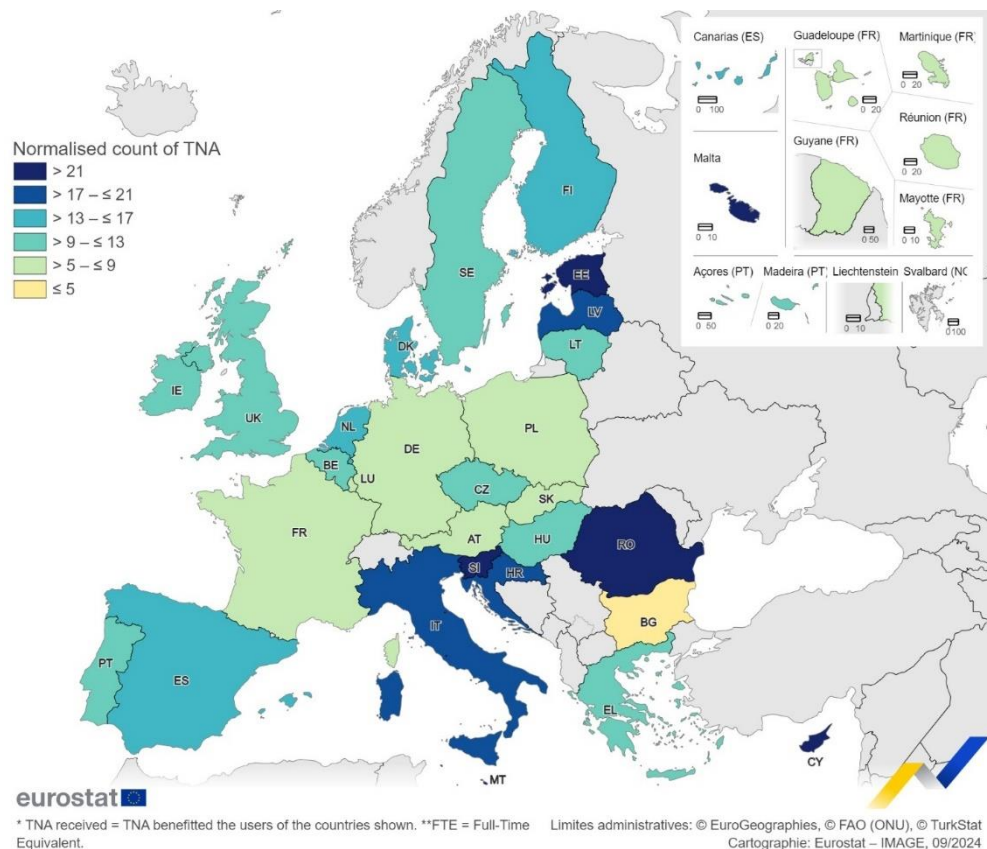 Normalised count of TNA
> 21
> 17 – ≤ 21
> 13 – ≤ 17
> 9 – ≤ 13
> 5 – ≤ 9
≤ 5
Canarias (ES)
0 100
Guadeloupe (FR)
0 20
Martinique (FR
0 20
Réunion (FR)
0 20
Malta
0 10
Guyane (FR)
0 50
Mayotte (FR)
0 10
Açores (PT)
0 50
Madeira (PT)
0 20
Liechtenstein
0 10
Svalbard (NO
0 100
FI
SE
EE
LV
LT
DK
IE
UK
NL
BE
LU
DE
PL
CZ
SK
FR
AT
HU
SI
HR
RO
IT
BG
PT
ES
EL
MT
CY
eurostat
* TNA received = TNA benefitted the users of the countries shown. **FTE = Full-Time
Equivalent.
Limites administratives: © EuroGeographies, © FAO (ONU), © TurkStat
Cartographie: Eurostat – IMAGE, 09/2024